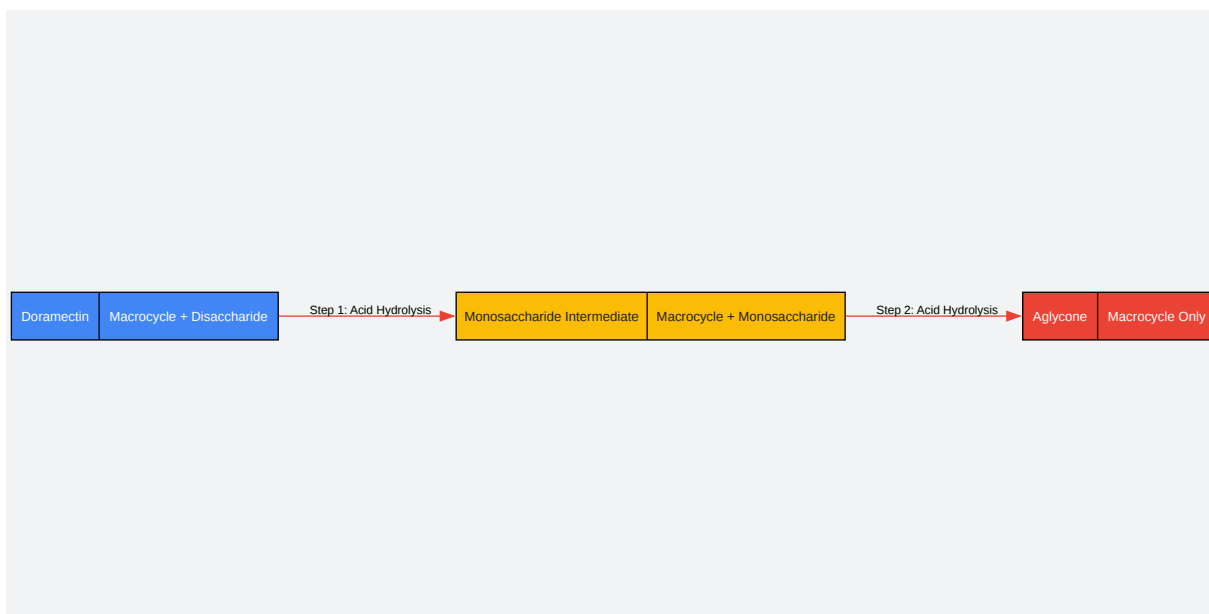 Doramectin
Macrocycle + Disaccharide
Step 1: Acid Hydrolysis
Monosaccharide Intermediate
Macrocycle + Monosaccharide
Step 2: Acid Hydrolysis
Aglycone
Macrocycle Only